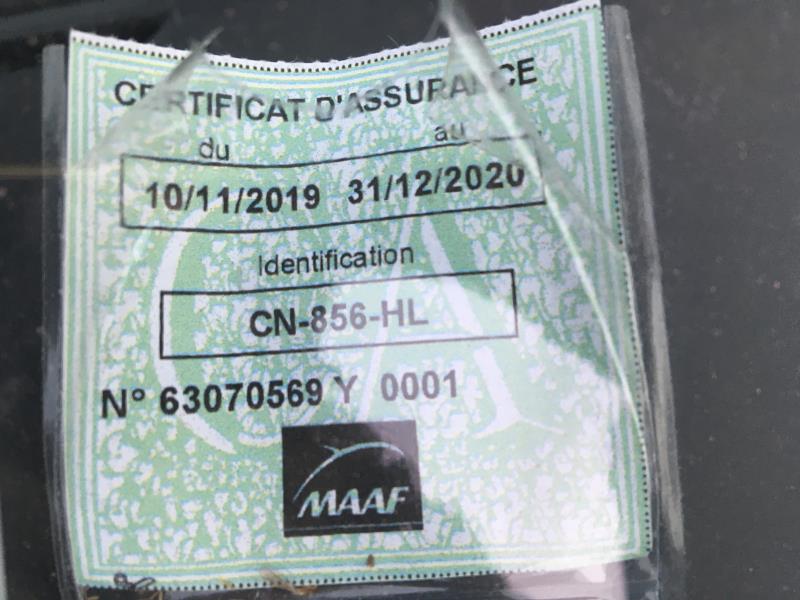 CERTIFICAT D'ASSURANCE
du au
10/11/2019 31/12/2020
Identification
CN-856-HL
N° 63070569 Y 0001
MAAF